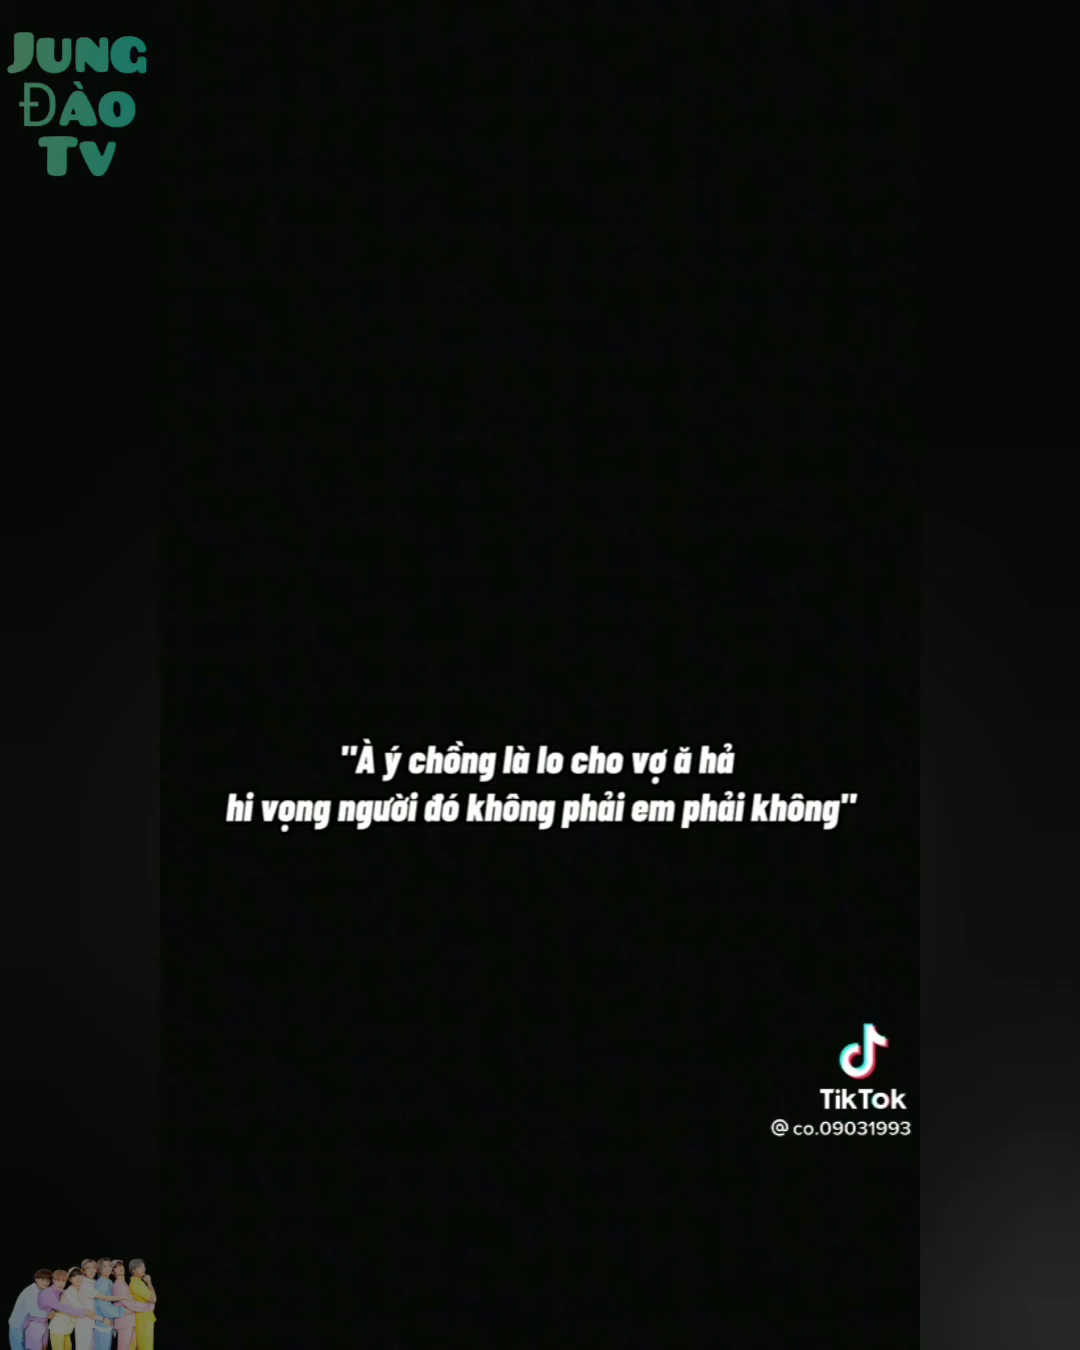 JUNG
ĐÀO
TV
"À ý chồng là lo cho vợ ă hả
hi vọng người đó không phải em phải không"
TikTok
@co.09031993